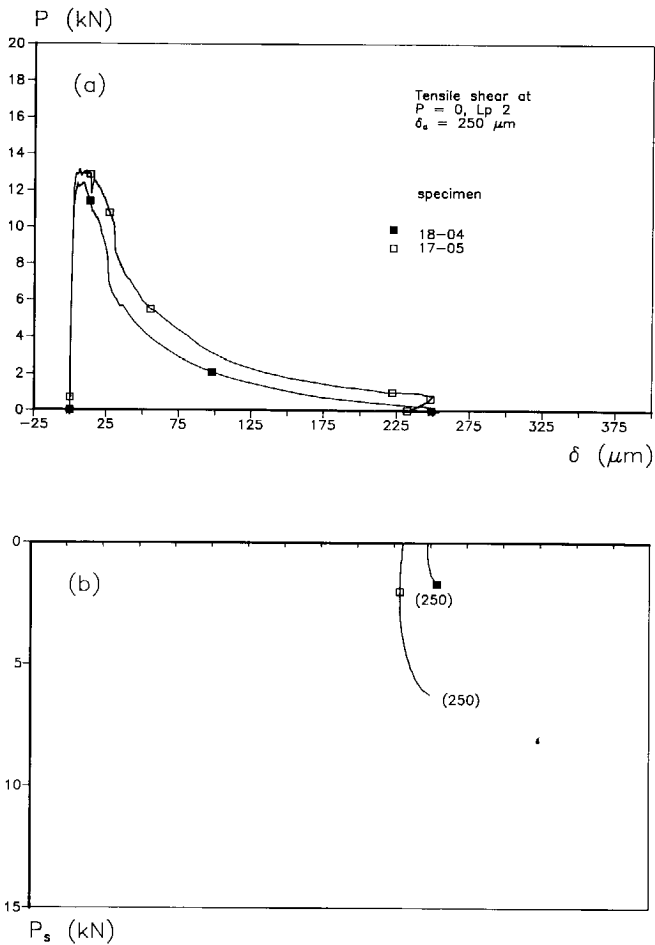 P (kN)
20
18
16
14
12
10
8
6
4
2
0
(a)
Tensile shear at
P = 0, Lp 2
δₐ = 250 μm
specimen
■ 18-04
□ 17-05
-25 25 75 125 175 225 275 325 375
δ (μm)
0
5
10
15
(b)
(250)
(250)
Pₛ (kN)